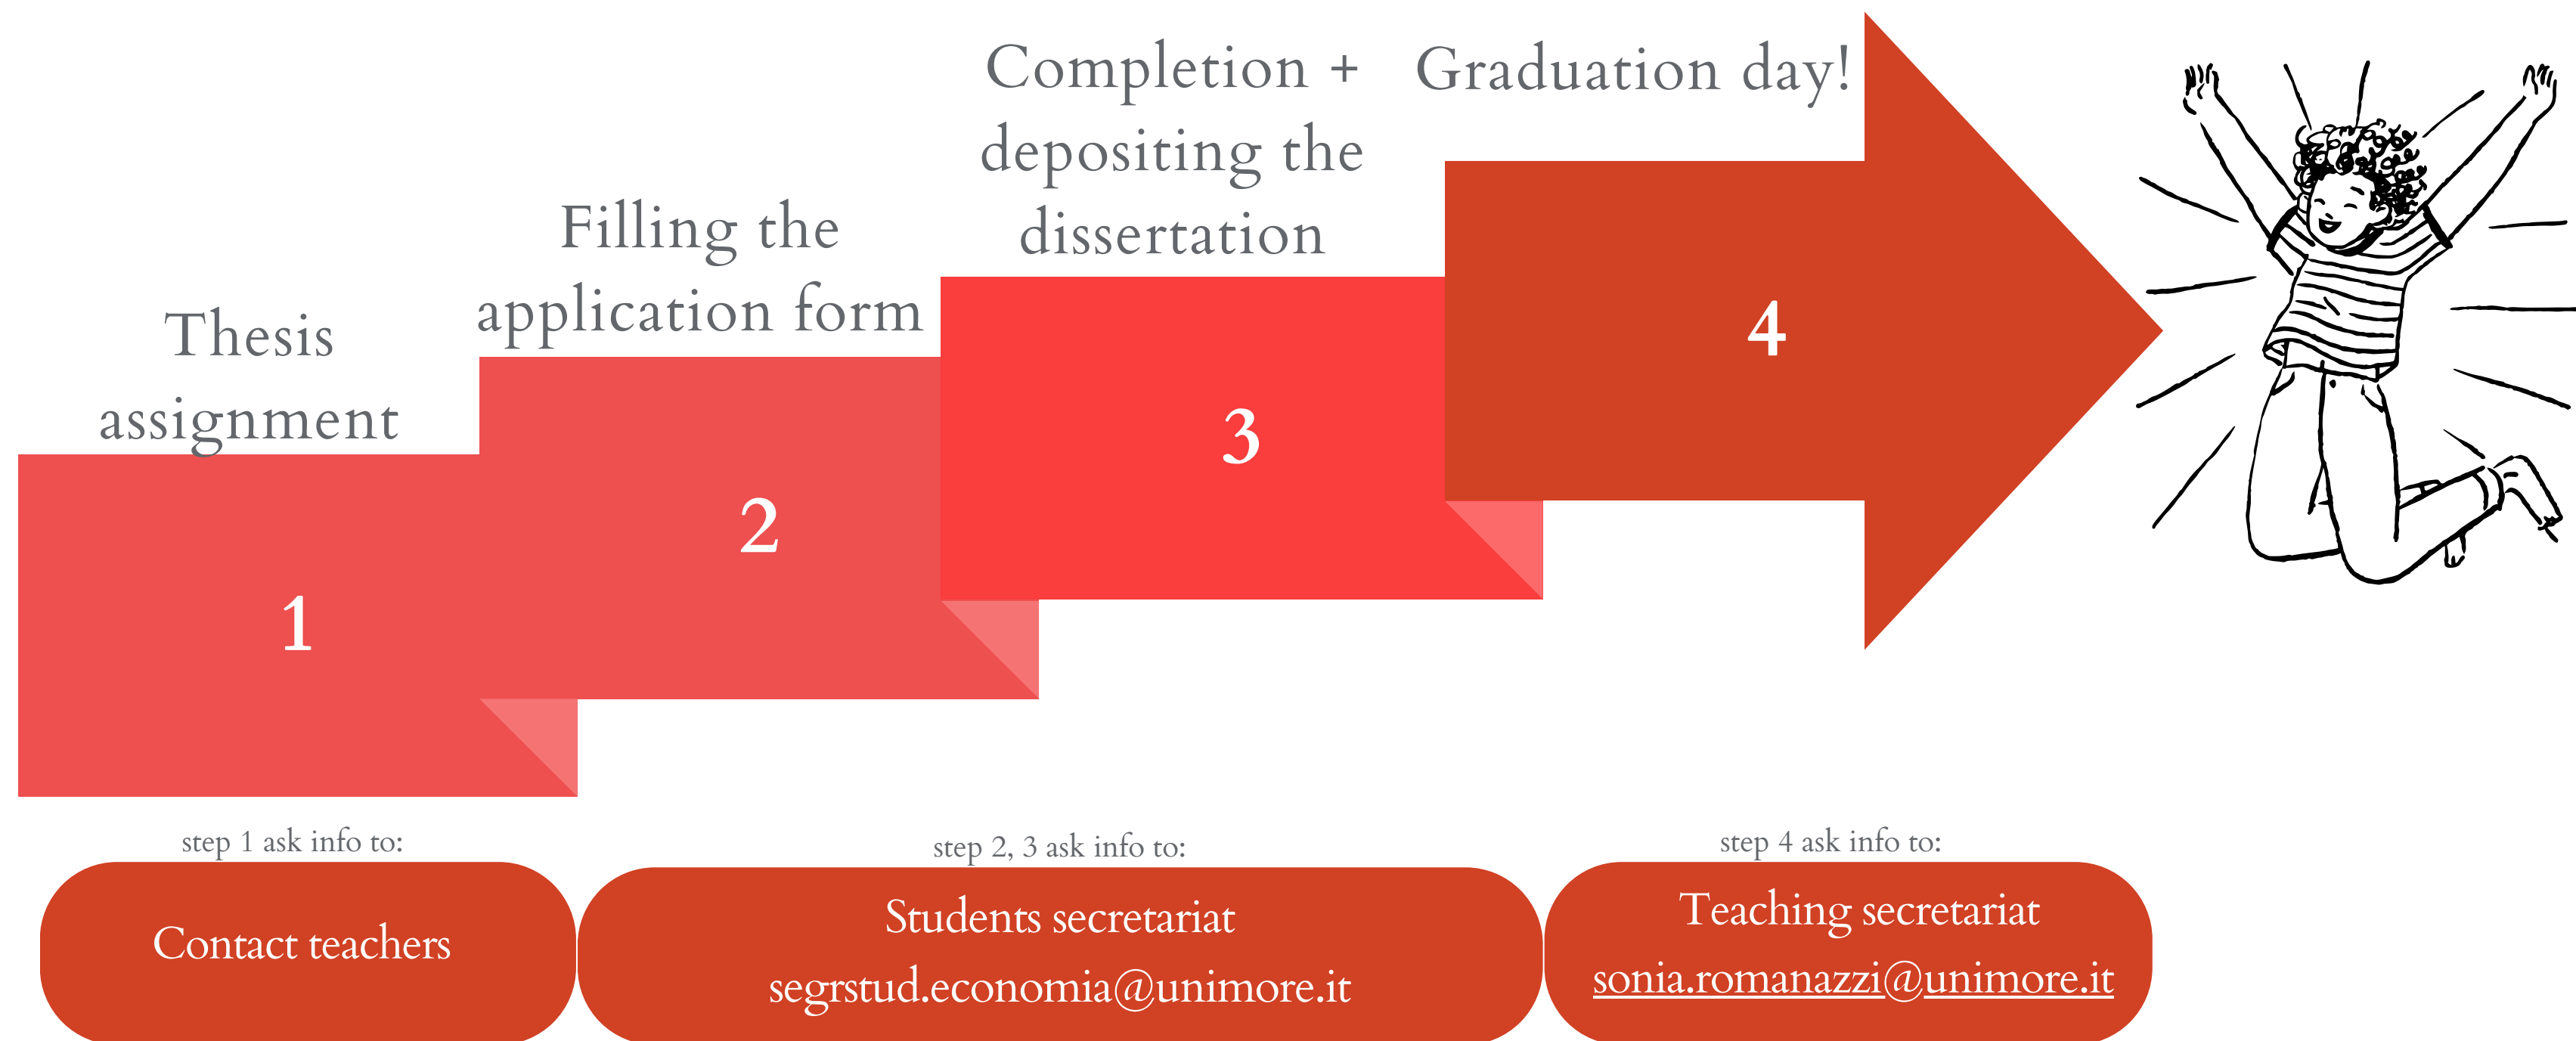 Thesis
assignment
1
Filling the
application form
2
Completion +
depositing the
dissertation
3
Graduation day!
4
step 1 ask info to:
Contact teachers
step 2, 3 ask info to:
Students secretariat
segrstud.economia@unimore.it
step 4 ask info to:
Teaching secretariat
sonia.romanazzi@unimore.it